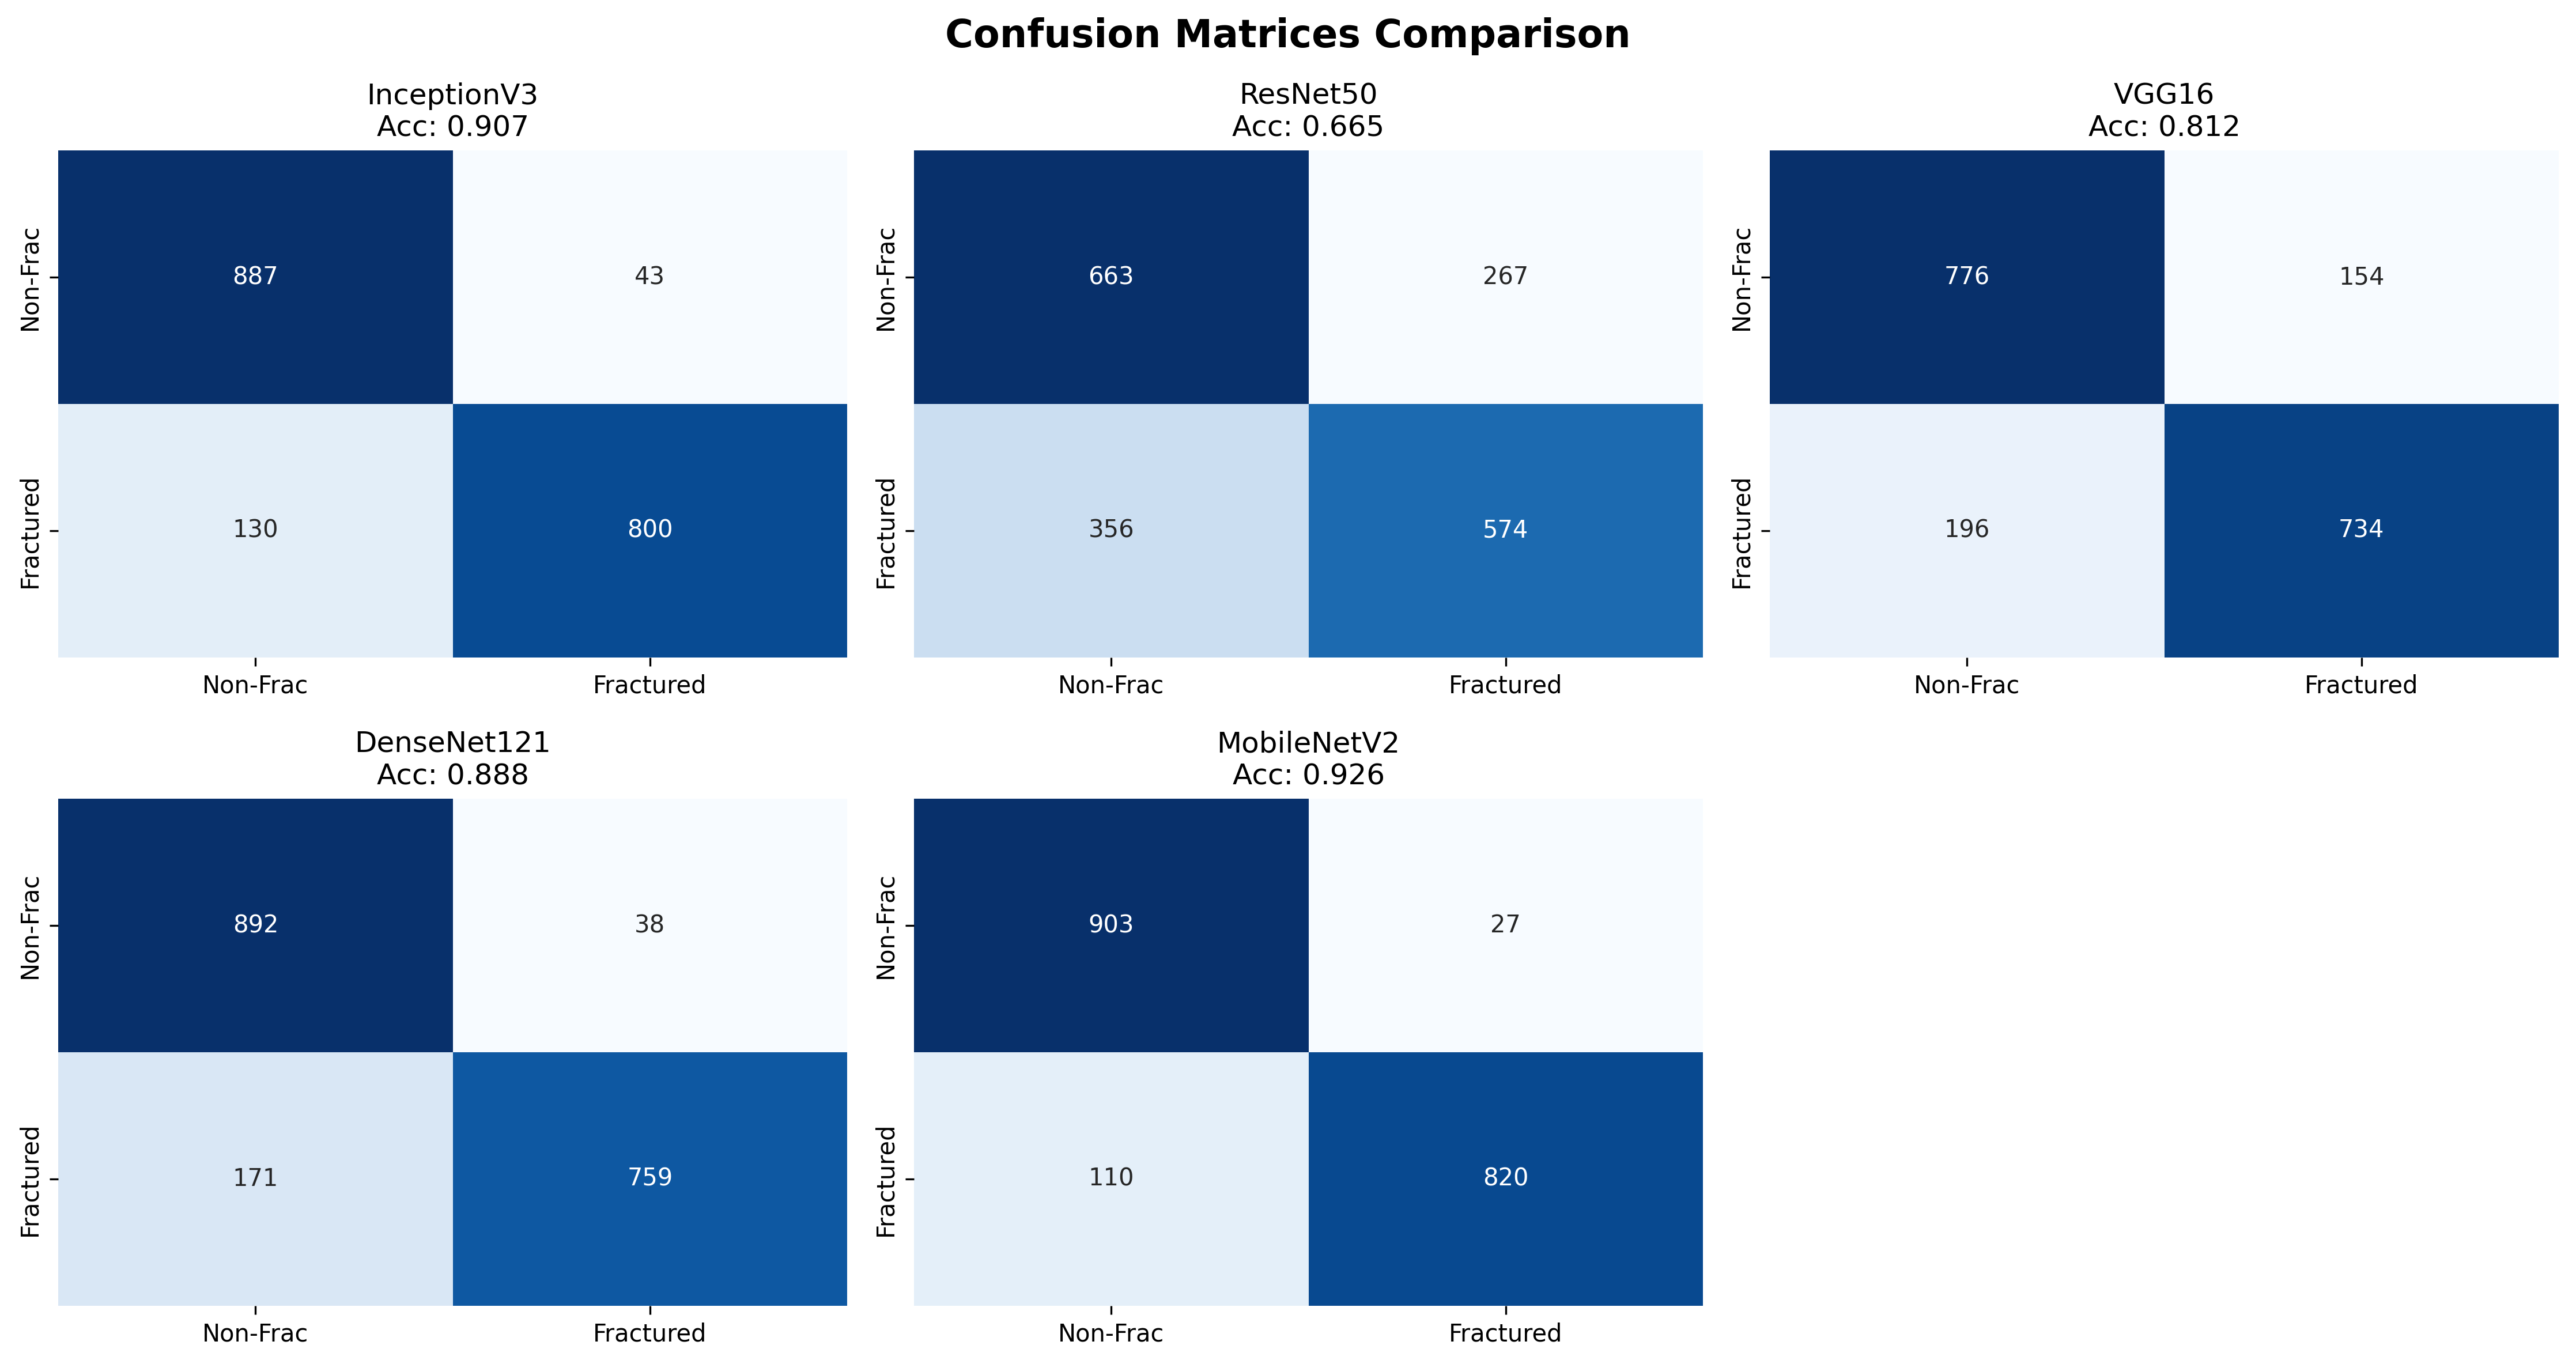 Confusion Matrices Comparison
InceptionV3
Acc: 0.907
Non-Frac
887
43
Fractured
130
800
Non-Frac
Fractured
ResNet50
Acc: 0.665
Non-Frac
663
267
Fractured
356
574
Non-Frac
Fractured
VGG16
Acc: 0.812
Non-Frac
776
154
Fractured
196
734
Non-Frac
Fractured
DenseNet121
Acc: 0.888
Non-Frac
892
38
Fractured
171
759
Non-Frac
Fractured
MobileNetV2
Acc: 0.926
Non-Frac
903
27
Fractured
110
820
Non-Frac
Fractured